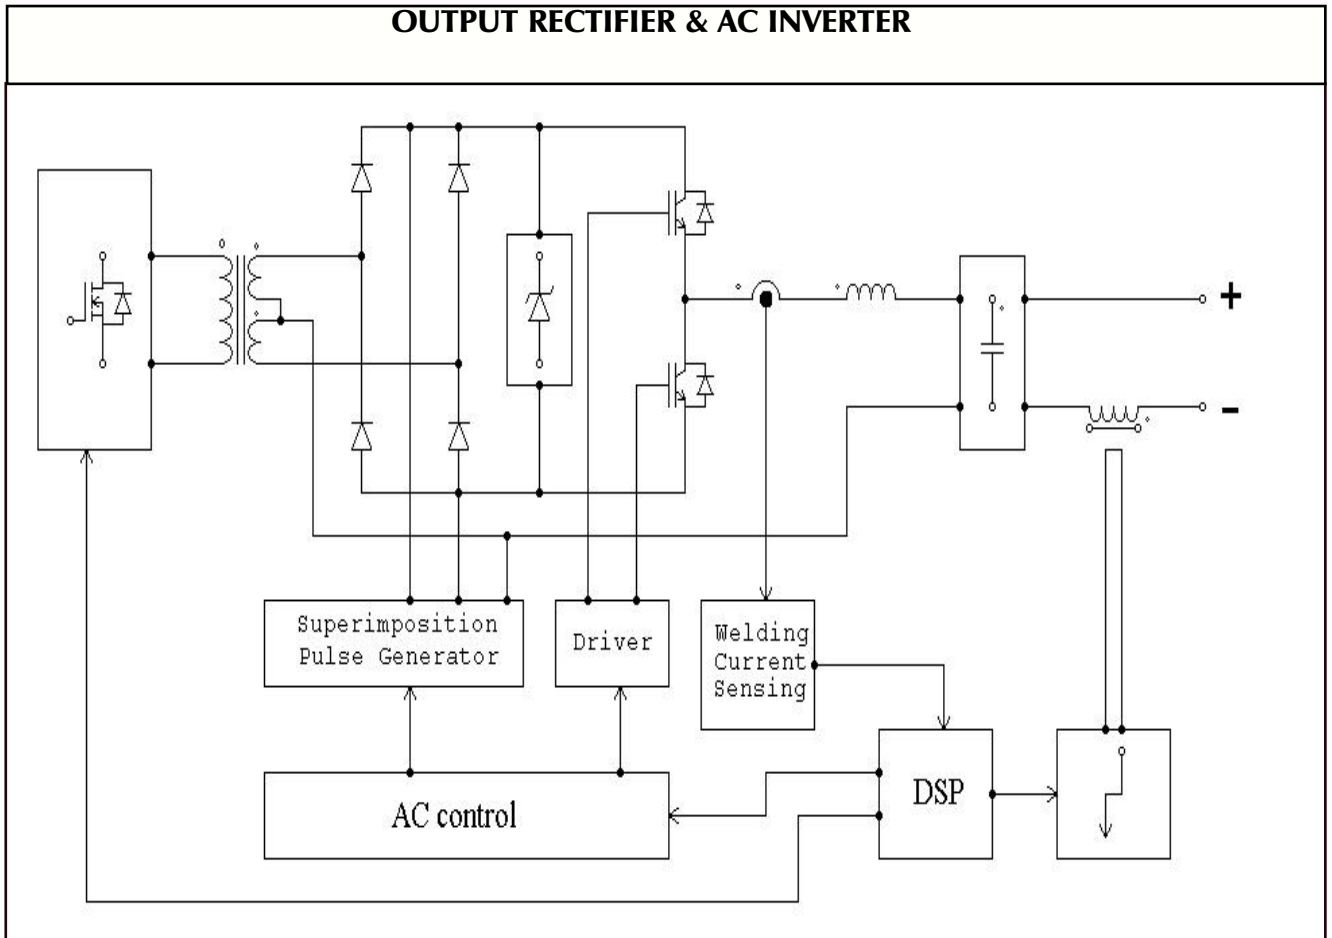 OUTPUT RECTIFIER & AC INVERTER
+
-
Superimposition
Pulse Generator
Driver
Welding
Current
Sensing
AC control
DSP